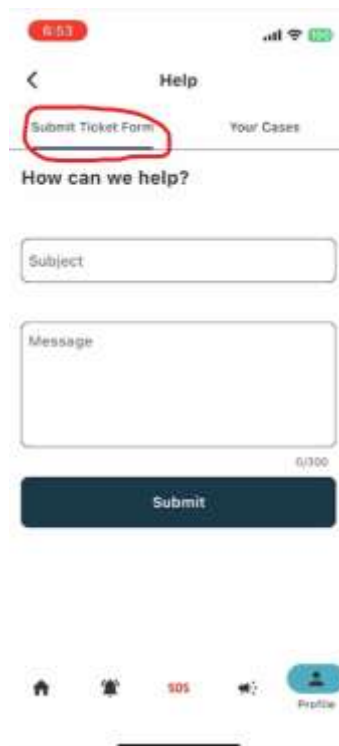 6:53
100
Help
Submit Ticket Form
Your Cases
How can we help?
Subject
Message
0/300
Submit
SOS
Profile